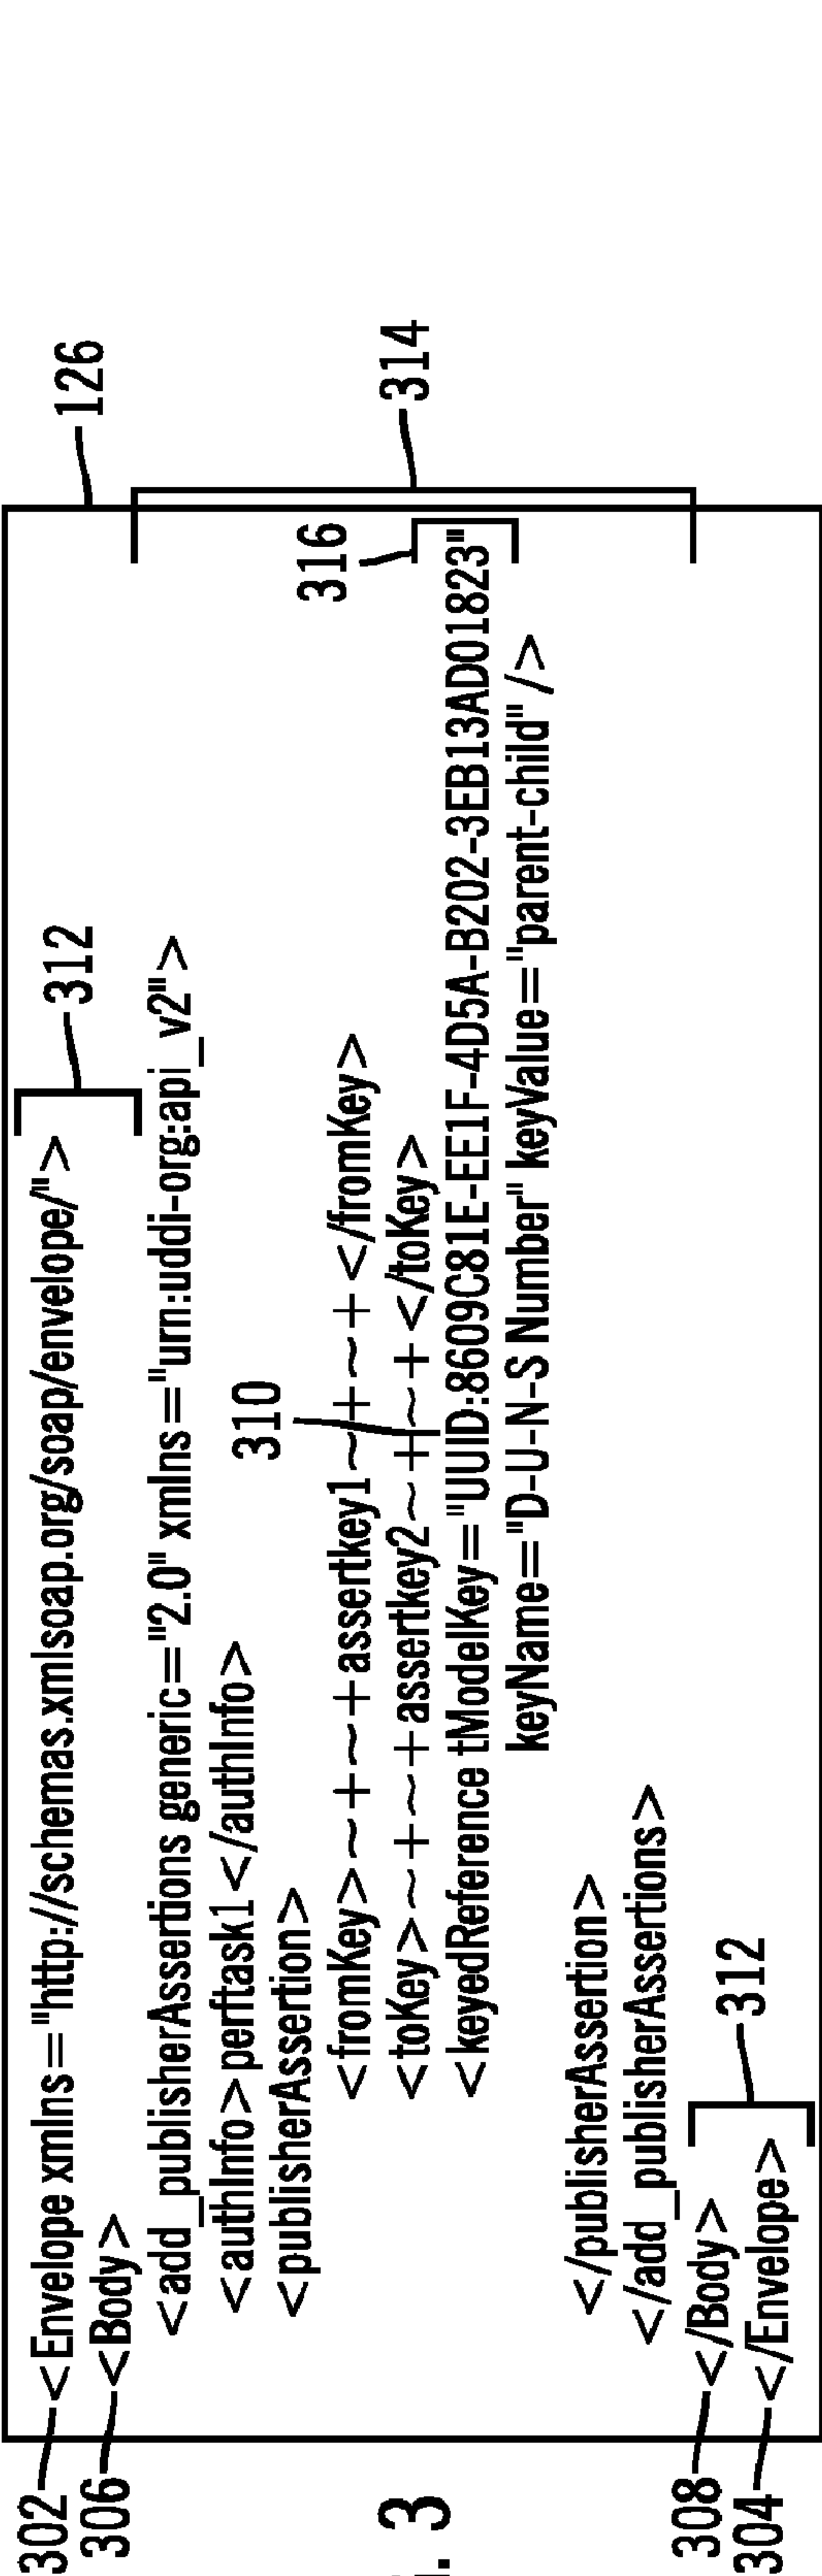 126
302 <Envelope xmlns="http://schemas.xmlsoap.org/soap/envelope/"> 312
306 <Body>
<add_publisherAssertions generic="2.0" xmlns="urn:uddi-org:api_v2">
<authInfo>perftask1</authInfo>
310
<publisherAssertion>
316
<fromKey>~+~+~+assertkey1~+~+~+</fromKey>
314
<toKey>~+~+~+assertkey2~+~+~+</toKey>
<keyedReference tModelKey="UUID:8609C81E-EE1F-4D5A-B202-3EB13AD01823"
keyName="D-U-N-S Number" keyValue="parent-child"/>
</publisherAssertion>
</add_publisherAssertions>
308 </Body>
312
304 </Envelope>
3